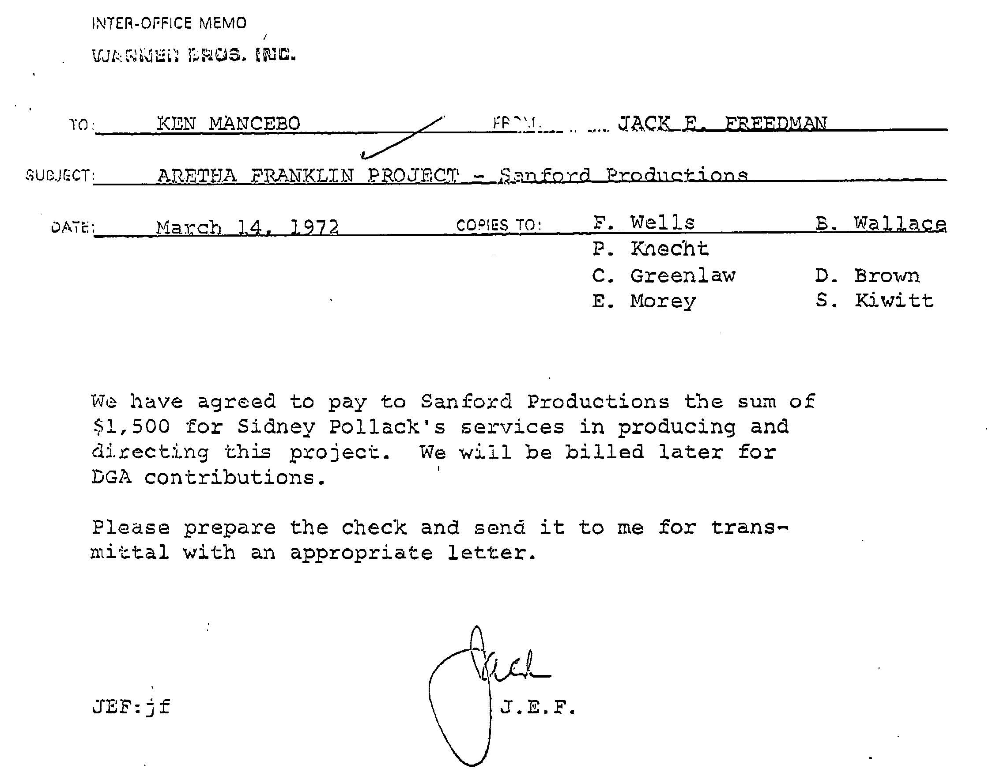 INTER-OFFICE MEMO
WARNER BROS. INC.
TO: KEN MANCEBO FROM: JACK E. FREEDMAN
SUBJECT: ARETHA FRANKLIN PROJECT - Sanford Productions
DATE: March 14, 1972 COPIES TO: F. Wells B. Wallace
P. Knecht
C. Greenlaw D. Brown
E. Morey S. Kiwitt
We have agreed to pay to Sanford Productions the sum of
$1,500 for Sidney Pollack's services in producing and
directing this project. We will be billed later for
DGA contributions.
Please prepare the check and send it to me for trans-
mittal with an appropriate letter.
Jack
JEF:jf J.E.F.